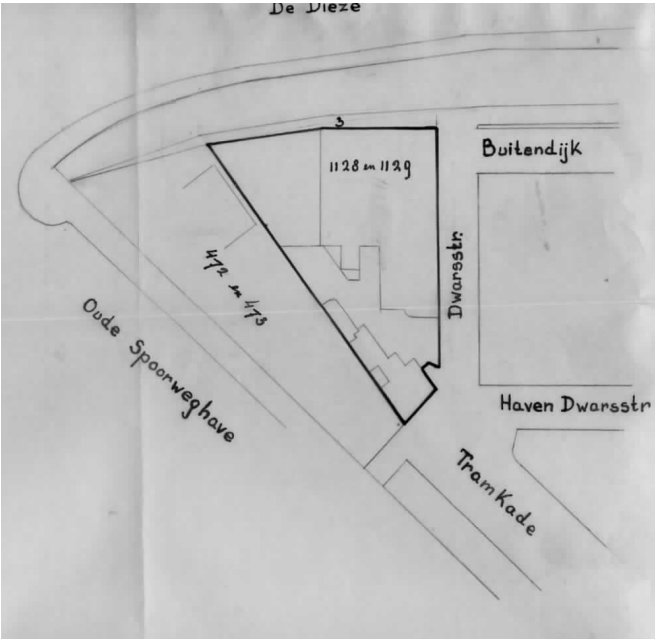 De Dieze
3
Buitendijk
1128 en 1129
Dwarsstr.
472 en 473
Oude Spoorweghave
Haven Dwarsstr
TramKade